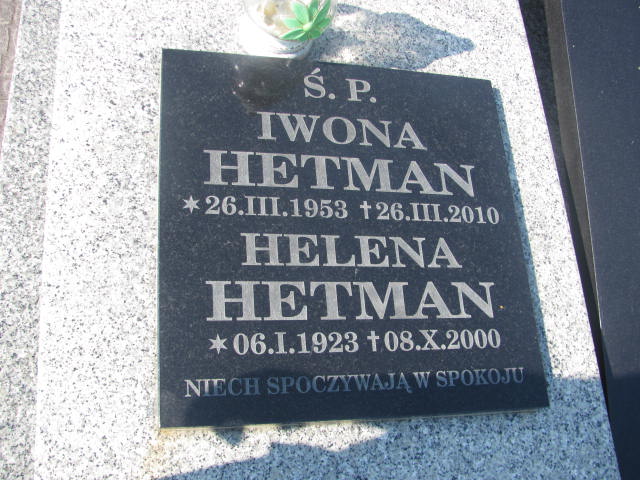 Ś. P.
IWONA
HETMAN
✶26.III.1953 †26.III.2010
HELENA
HETMAN
✶06.I.1923 †08.X.2000
NIECH SPOCZYWAJĄ W SPOKOJU